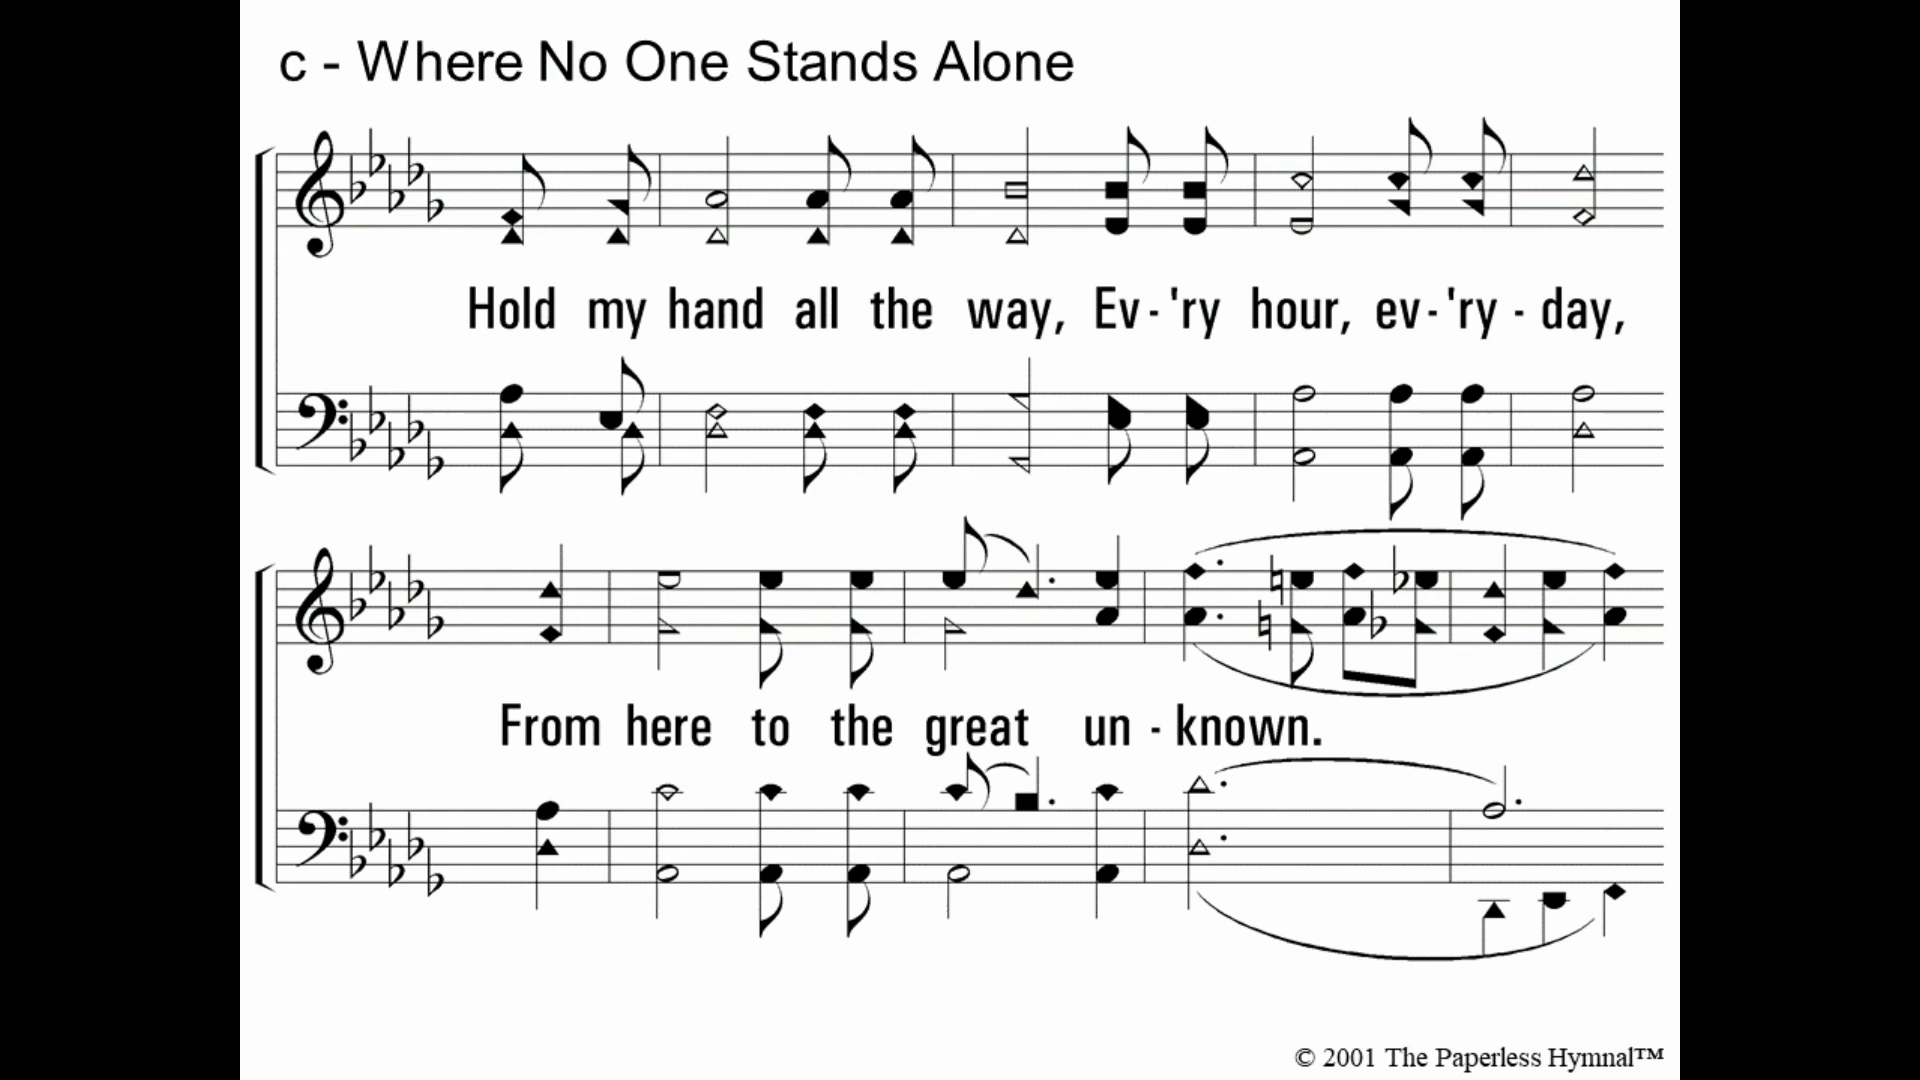 c - Where No One Stands Alone
Hold my hand all the way, Ev-'ry hour, ev-'ry - day,
From here to the great un - known.
© 2001 The Paperless Hymnal™